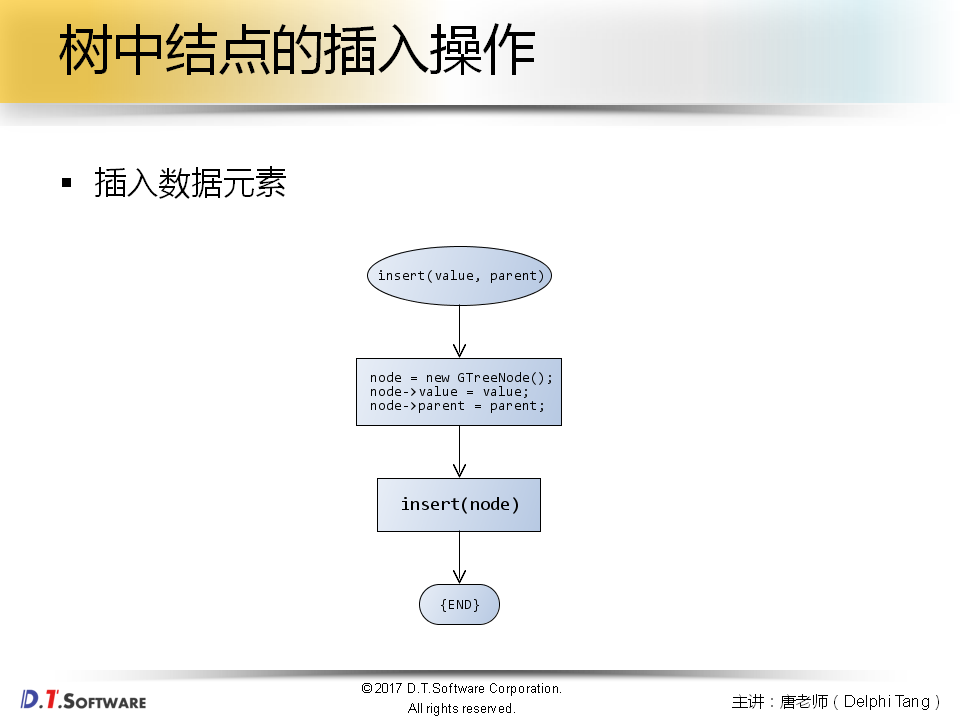 树中结点的插入操作
▪ 插入数据元素
insert(value, parent)
node = new GTreeNode();
node->value = value;
node->parent = parent;
insert(node)
{END}
D.T.SOFTWARE
©2017 D.T.Software Corporation.
All rights reserved.
主讲：唐老师（Delphi Tang）